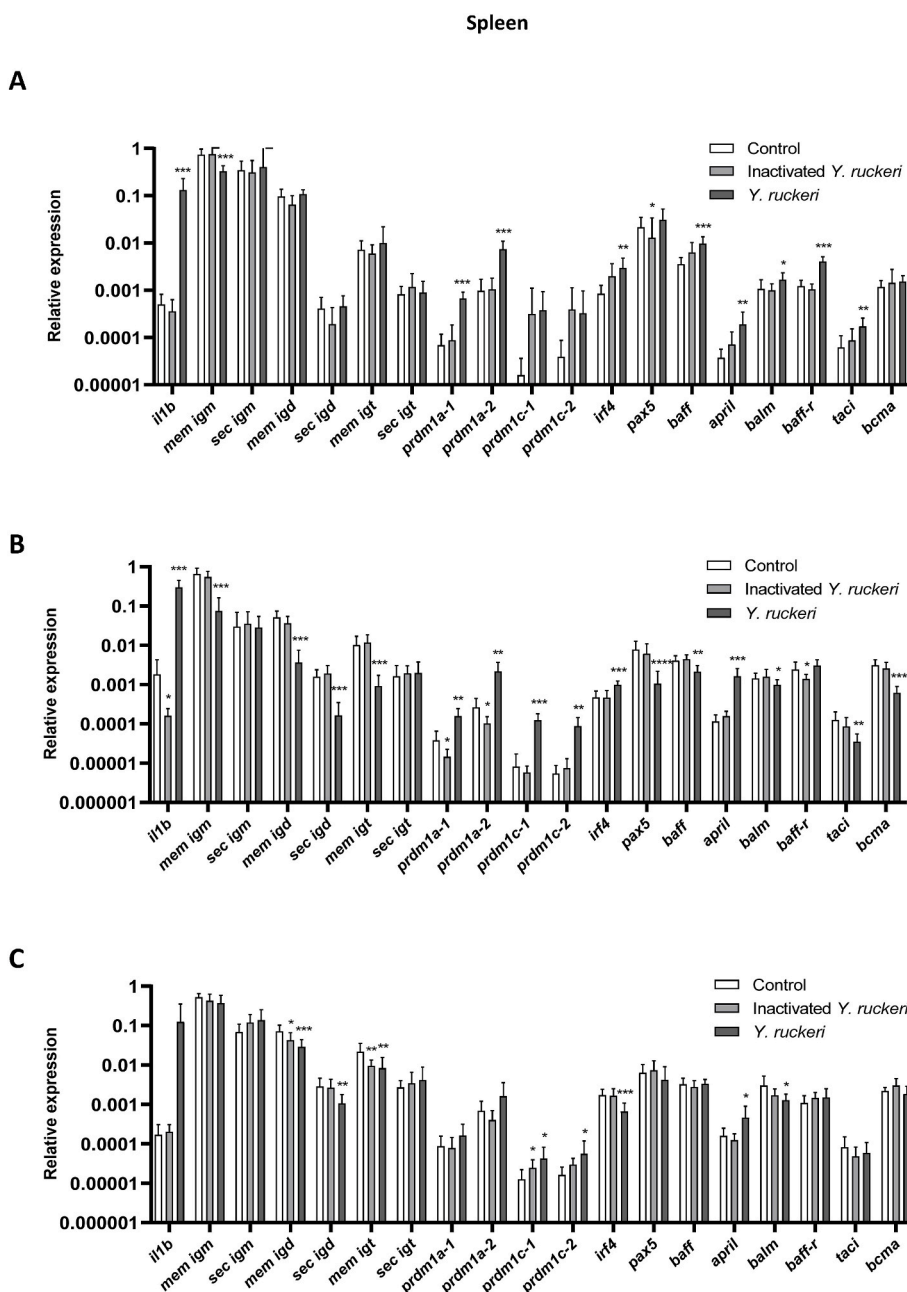 Spleen
A
Relative expression
1
0.1
0.01
0.001
0.0001
0.00001
Control
Inactivated Y. ruckeri
Y. ruckeri
*** *** *** *** ** * *** ** * *** **
il1b mem igm sec igm mem igd sec igd mem igt sec igt prdm1a-1 prdm1a-2 prdm1c-1 prdm1c-2 irf4 pax5 baff april balm baff-r taci bcma
B
Relative expression
1
0.1
0.01
0.001
0.0001
0.00001
0.000001
Control
Inactivated Y. ruckeri
Y. ruckeri
* *** *** *** *** *** * ** * ** *** ** *** **** ** *** * * ** ***
il1b mem igm sec igm mem igd sec igd mem igt sec igt prdm1a-1 prdm1a-2 prdm1c-1 prdm1c-2 irf4 pax5 baff april balm baff-r taci bcma
C
Relative expression
1
0.1
0.01
0.001
0.0001
0.00001
0.000001
Control
Inactivated Y. ruckeri
Y. ruckeri
* *** ** ** ** * * * *** * *
il1b mem igm sec igm mem igd sec igd mem igt sec igt prdm1a-1 prdm1a-2 prdm1c-1 prdm1c-2 irf4 pax5 baff april balm baff-r taci bcma